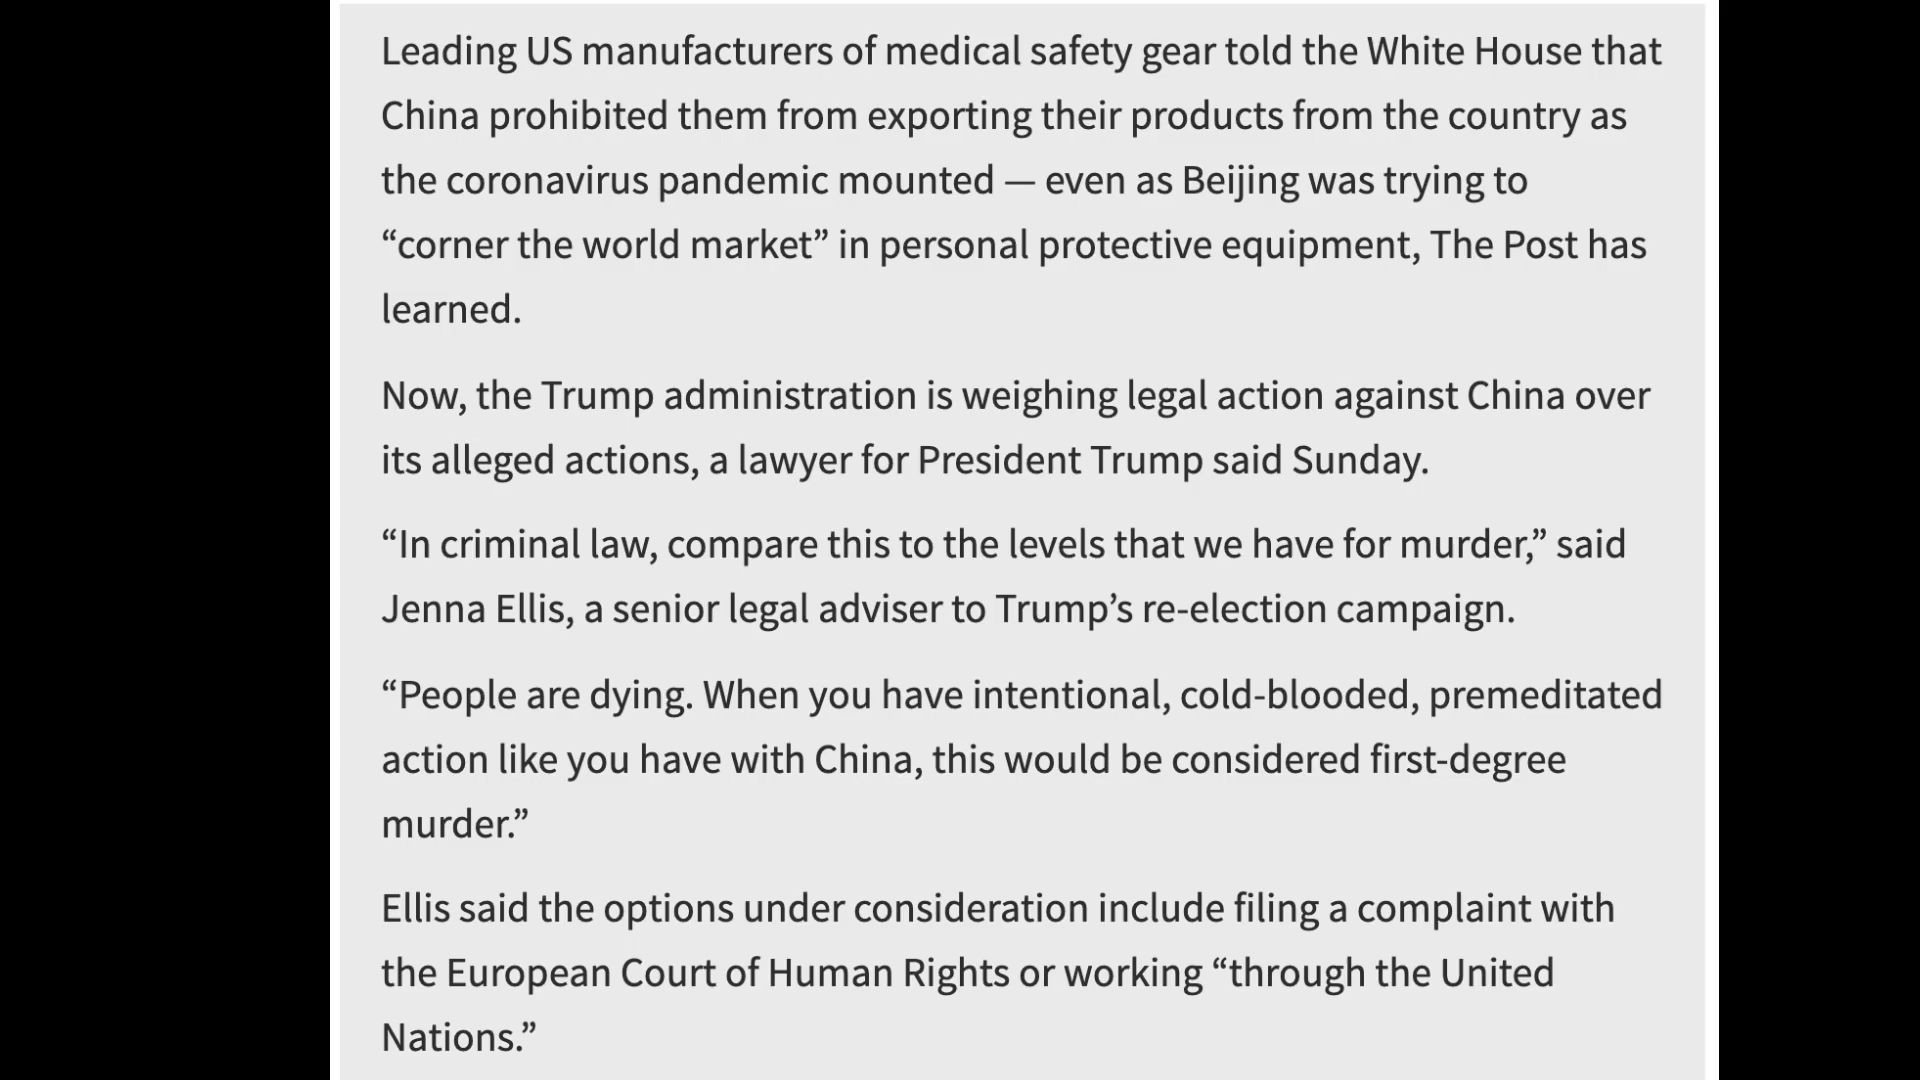 Leading US manufacturers of medical safety gear told the White House that
China prohibited them from exporting their products from the country as
the coronavirus pandemic mounted — even as Beijing was trying to
“corner the world market” in personal protective equipment, The Post has
learned.
Now, the Trump administration is weighing legal action against China over
its alleged actions, a lawyer for President Trump said Sunday.
“In criminal law, compare this to the levels that we have for murder,” said
Jenna Ellis, a senior legal adviser to Trump’s re-election campaign.
“People are dying. When you have intentional, cold-blooded, premeditated
action like you have with China, this would be considered first-degree
murder.”
Ellis said the options under consideration include filing a complaint with
the European Court of Human Rights or working “through the United
Nations.”